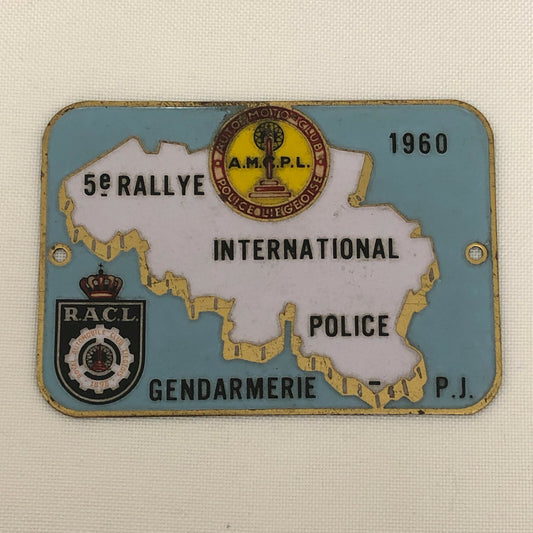 AUTO-MOTO-CLUB
A.M.C.P.L.
POLICE LIEGEOISE
1960
5e RALLYE
INTERNATIONAL
POLICE
R.A.C.L.
GENDARMERIE - P.J.